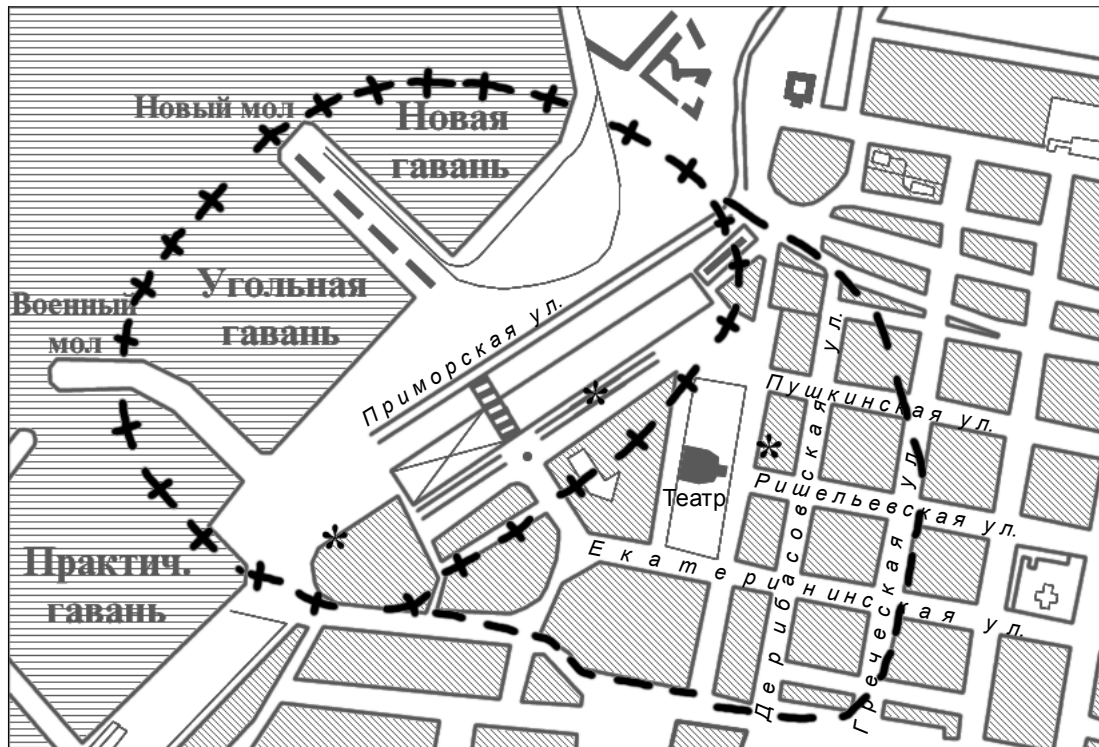 Новый мол
Новая
гавань
Угольная
гавань
Военный
мол
Приморская ул.
ул.
Пушкинская ул.
Театр
Ришельевская ул.
Екатерининская ул.
Практич.
гавань
Дерибасовская
Греческая ул.